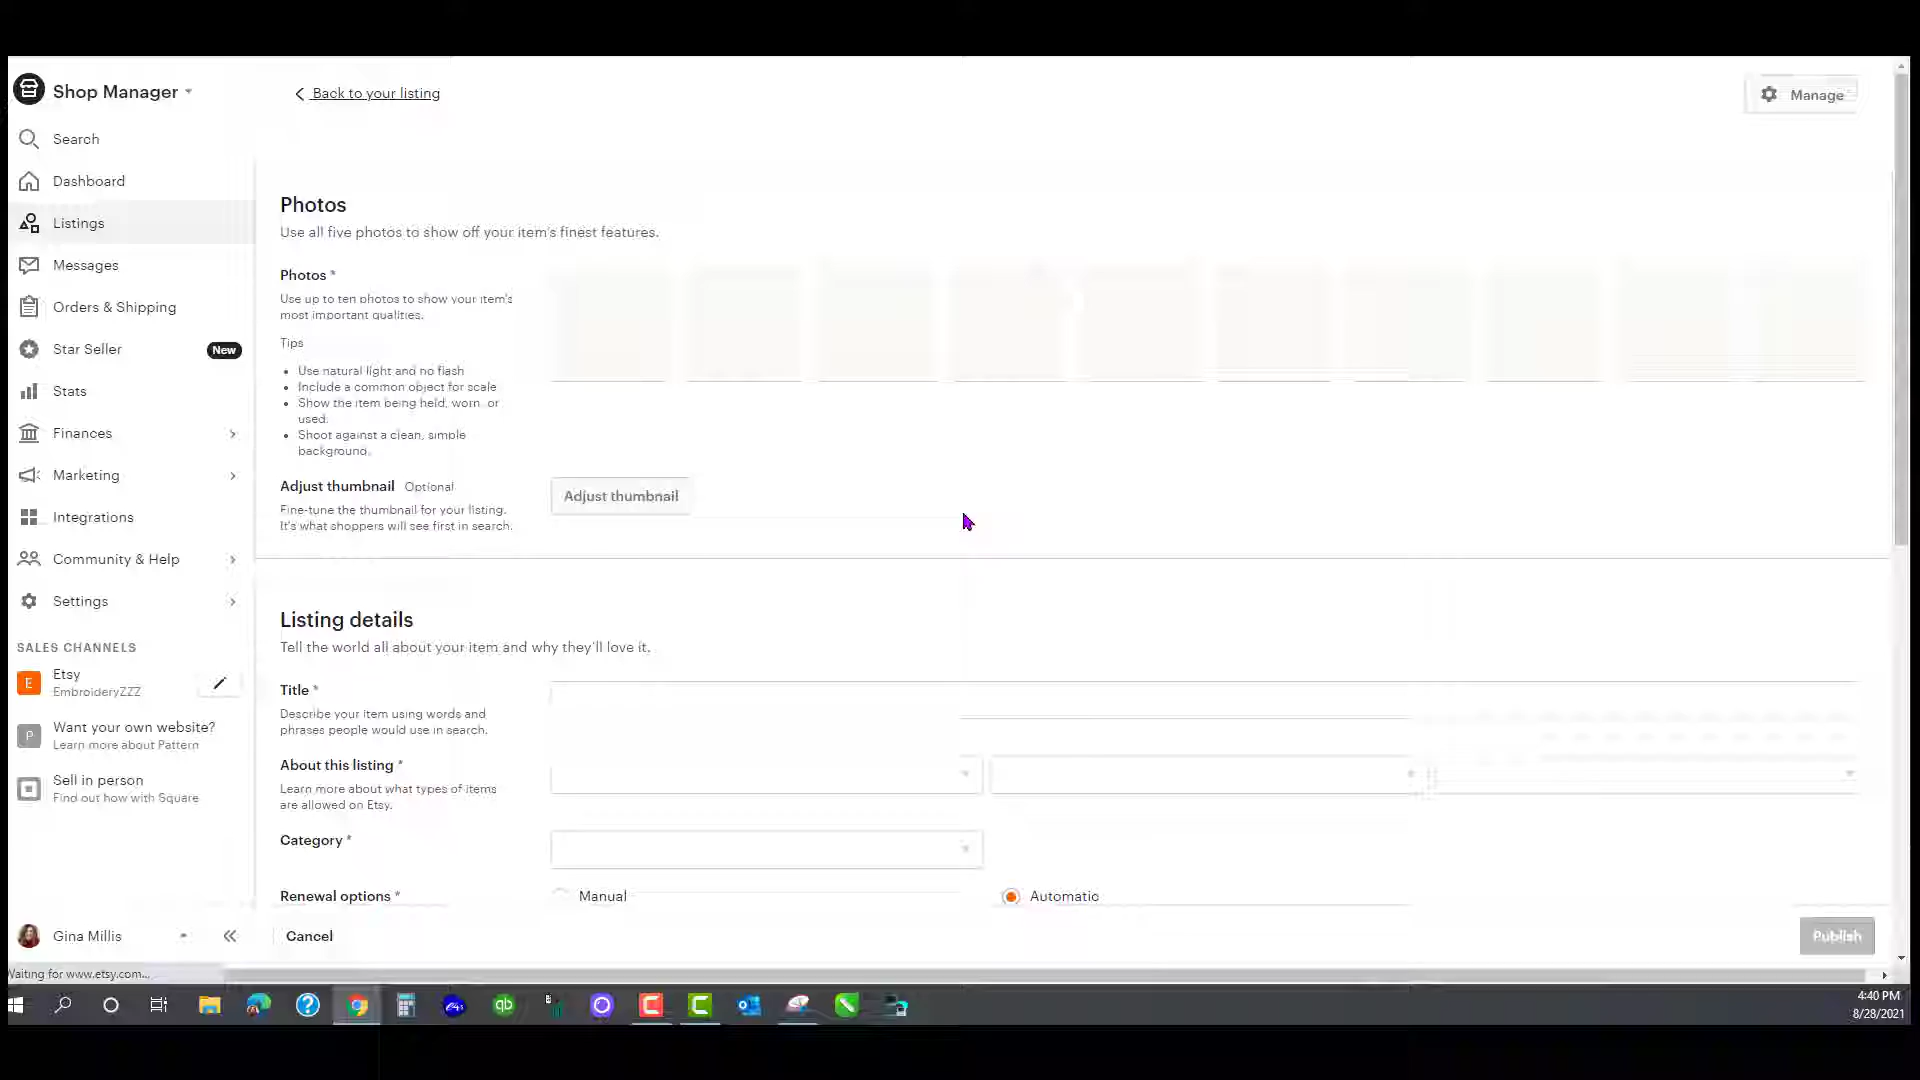 Shop Manager
Back to your listing
Manage
Search
Dashboard
Listings
Messages
Orders & Shipping
Star Seller
New
Stats
Finances
Marketing
Integrations
Community & Help
Settings
SALES CHANNELS
E
Etsy
EmbroideryZZZ
P
Want your own website?
Learn more about Pattern
Sell in person
Find out how with Square
Gina Millis
Photos
Use all five photos to show off your item's finest features.
Photos *
Use up to ten photos to show your item's
most important qualities.
Tips
Use natural light and no flash
Include a common object for scale
Show the item being held, worn, or
used.
Shoot against a clean, simple
background.
Adjust thumbnail Optional
Fine-tune the thumbnail for your listing.
It's what shoppers will see first in search.
Adjust thumbnail
Listing details
Tell the world all about your item and why they'll love it.
Title *
Describe your item using words and
phrases people would use in search.
About this listing *
Learn more about what types of items
are allowed on Etsy.
Category *
Renewal options *
Manual
Automatic
Cancel
Publish
Waiting for www.etsy.com...
qb
4:40 PM
8/28/2021